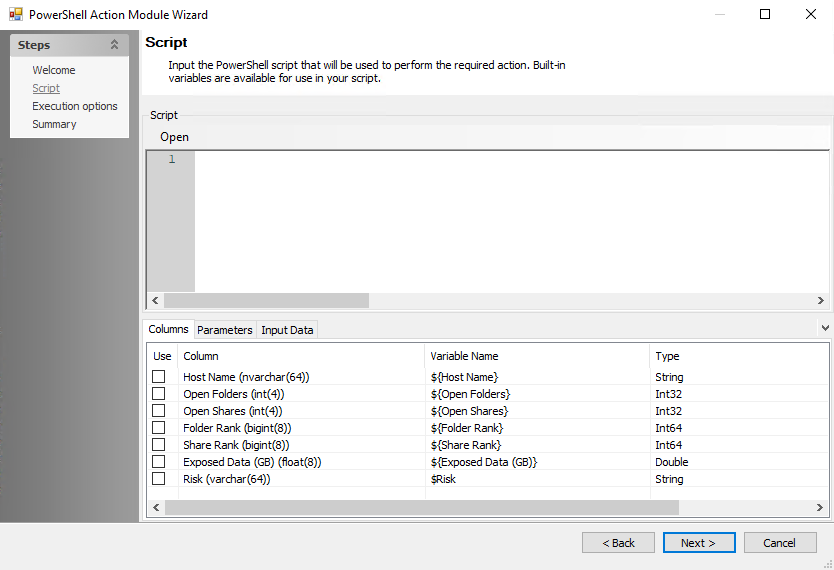 PowerShell Action Module Wizard
Steps
Welcome
Script
Execution options
Summary
Script
Input the PowerShell script that will be used to perform the required action. Built-in
variables are available for use in your script.
Script
Open
1
Columns Parameters Input Data
Use Column Variable Name Type
Host Name (nvarchar(64)) ${Host Name} String
Open Folders (int(4)) ${Open Folders} Int32
Open Shares (int(4)) ${Open Shares} Int32
Folder Rank (bigint(8)) ${Folder Rank} Int64
Share Rank (bigint(8)) ${Share Rank} Int64
Exposed Data (GB) (float(8)) ${Exposed Data (GB)} Double
Risk (varchar(64)) $Risk String
< Back Next > Cancel